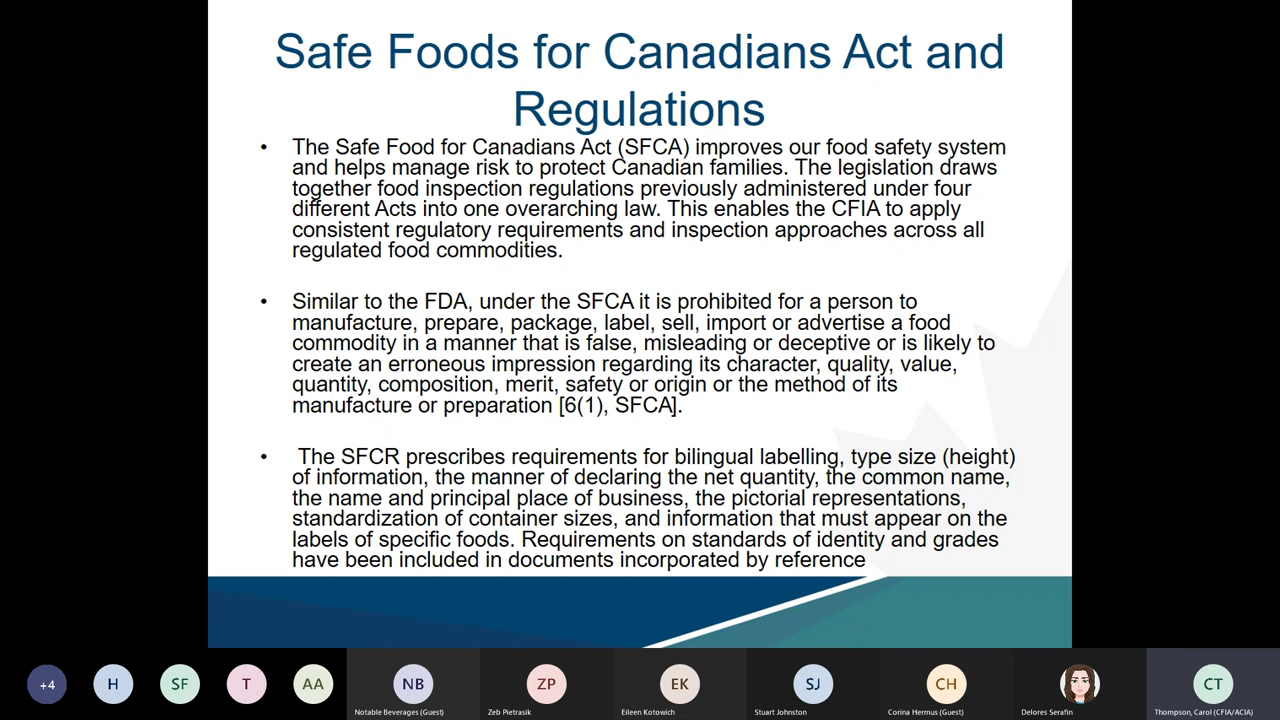 Safe Foods for Canadians Act and
Regulations
• The Safe Food for Canadians Act (SFCA) improves our food safety system
and helps manage risk to protect Canadian families. The legislation draws
together food inspection regulations previously administered under four
different Acts into one overarching law. This enables the CFIA to apply
consistent regulatory requirements and inspection approaches across all
regulated food commodities.
• Similar to the FDA, under the SFCA it is prohibited for a person to
manufacture, prepare, package, label, sell, import or advertise a food
commodity in a manner that is false, misleading or deceptive or is likely to
create an erroneous impression regarding its character, quality, value,
quantity, composition, merit, safety or origin or the method of its
manufacture or preparation [6(1), SFCA].
• The SFCR prescribes requirements for bilingual labelling, type size (height)
of information, the manner of declaring the net quantity, the common name,
the name and principal place of business, the pictorial representations,
standardization of container sizes, and information that must appear on the
labels of specific foods. Requirements on standards of identity and grades
have been included in documents incorporated by reference
+4 H SF T AA NB ZP EK SJ CH CT
Notable Beverages (Guest) Zeb Pietrasik Eileen Kotowich Stuart Johnston Corina Hermus (Guest) Delores Serafin Thompson, Carol (CFIA/ACIA)